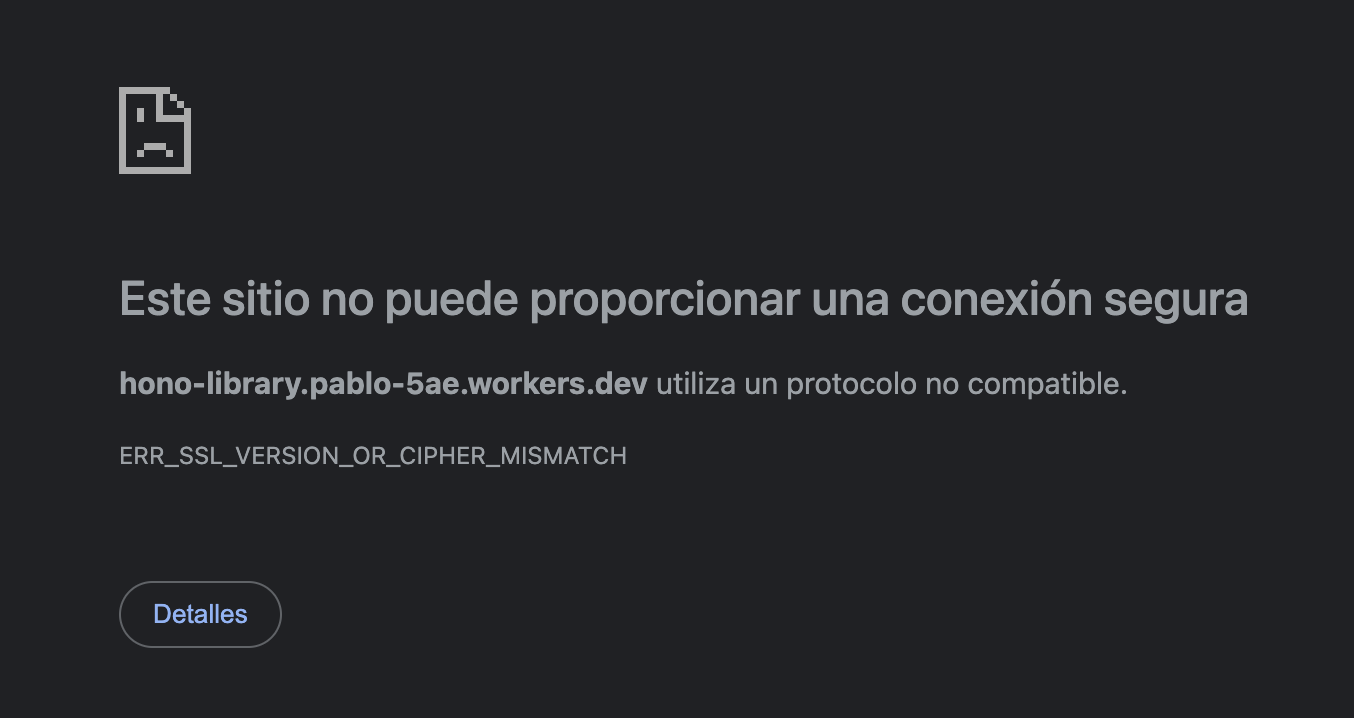 Este sitio no puede proporcionar una conexión segura
hono-library.pablo-5ae.workers.dev utiliza un protocolo no compatible.
ERR_SSL_VERSION_OR_CIPHER_MISMATCH
Detalles